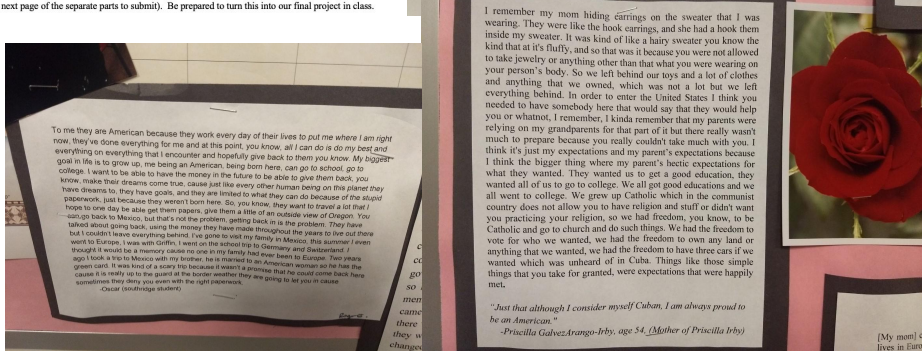 next page of the separate parts to submit). Be prepared to turn this into our final project in class.
To me they are American because they work every day of their lives to put me where I am right
now, they've done everything for me and at this point, you know, all I can do is do my best and
everything on everything that I encounter and hopefully give back to them you know. My biggest
goal in life is to grow up, me being an American, being born here, can go to school, go to
college. I want to be able to have the money in the future to be able to give them back, you
know, make their dreams come true, cause just like every other human being on this planet they
have dreams to, they have goals, and they are limited to what they can do because of the stupid
paperwork, just because they weren't born here. So, you know, they want to travel a lot that I
hope to one day be able get them papers, give them a little of an outside view of Oregon. You
can go back to Mexico, but that's not the problem, getting back in is the problem. They have
talked about going back, using the money they have made throughout the years to live out there
but I couldn't leave everything behind. I've gone to visit my family in Mexico, this summer I even
went to Europe, I was with Griffin, I went on the school trip to Germany and Switzerland. I
thought it would be a memory cause no one in my family had ever been to Europe. Two years
ago I took a trip to Mexico with my brother, he is married to an American woman so he has the
green card. It was kind of a scary trip because it wasn't a promise that he could come back here
cause it is really up to the guard at the border weather they are going to let you in cause
sometimes they deny you even with the right paperwork.
-Oscar (southridge student)
go
so
men
came
there
they w
change
I remember my mom hiding earrings on the sweater that I was
wearing. They were like the hook earrings, and she had a hook them
inside my sweater. It was kind of like a hairy sweater you know the
kind that at it's fluffy, and so that was it because you were not allowed
to take jewelry or anything other than that what you were wearing on
your person's body. So we left behind our toys and a lot of clothes
and anything that we owned, which was not a lot but we left
everything behind. In order to enter the United States I think you
needed to have somebody here that would say that they would help
you or whatnot, I remember, I kinda remember that my parents were
relying on my grandparents for that part of it but there really wasn't
much to prepare because you really couldn't take much with you. I
think it's just my expectations and my parent's expectations because
I think the bigger thing where my parent's hectic expectations for
what they wanted. They wanted us to get a good education, they
wanted all of us to go to college. We all got good educations and we
all went to college. We grew up Catholic which in the communist
country does not allow you to have religion and stuff or didn't want
you practicing your religion, so we had freedom, you know, to be
Catholic and go to church and do such things. We had the freedom to
vote for who we wanted, we had the freedom to own any land or
anything that we wanted, we had the freedom to have three cars if we
wanted which was unheard of in Cuba. Things like those simple
things that you take for granted, were expectations that were happily
met.
"Just that although I consider myself Cuban, I am always proud to
be an American."
-Priscilla GalvezArango-Irby, age 54, (Mother of Priscilla Irby)
[My mom]
lives in Eur